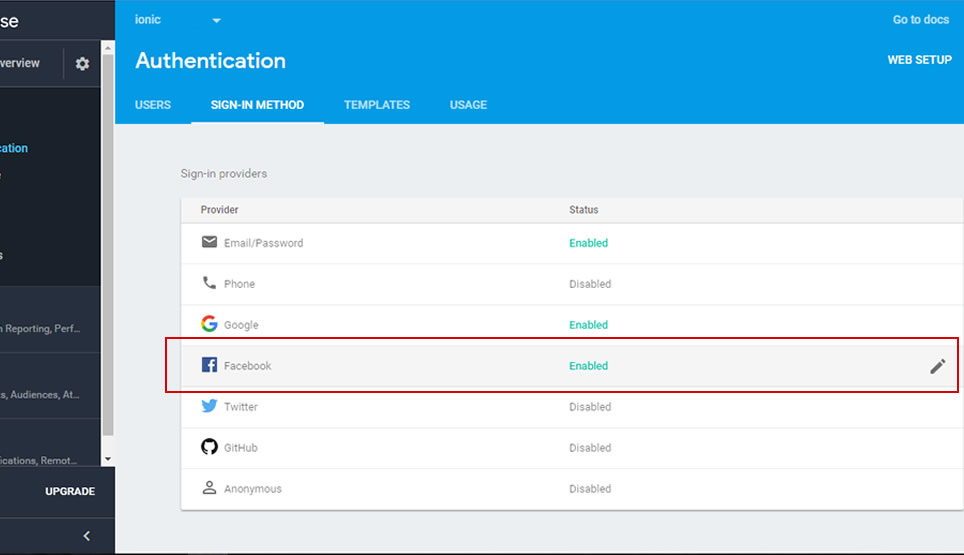 se
ionic
Go to docs
verview
Authentication
WEB SETUP
USERS
SIGN-IN METHOD
TEMPLATES
USAGE
cation
e
s
n Reporting, Perf...
s, Audiences, At...
ications, Remot...
UPGRADE
Sign-in providers
Provider
Status
Email/Password
Enabled
Phone
Disabled
Google
Enabled
Facebook
Enabled
Twitter
Disabled
GitHub
Disabled
Anonymous
Disabled